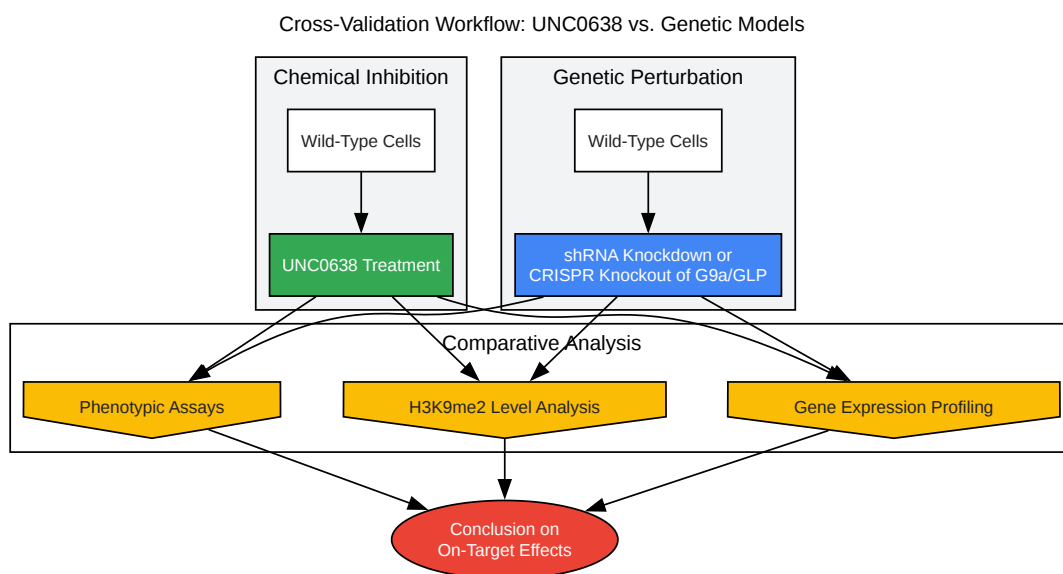 Cross-Validation Workflow: UNC0638 vs. Genetic Models
Chemical Inhibition
Genetic Perturbation
Wild-Type Cells
Wild-Type Cells
UNC0638 Treatment
shRNA Knockdown or
CRISPR Knockout of G9a/GLP
Comparative Analysis
Phenotypic Assays
H3K9me2 Level Analysis
Gene Expression Profiling
Conclusion on
On-Target Effects